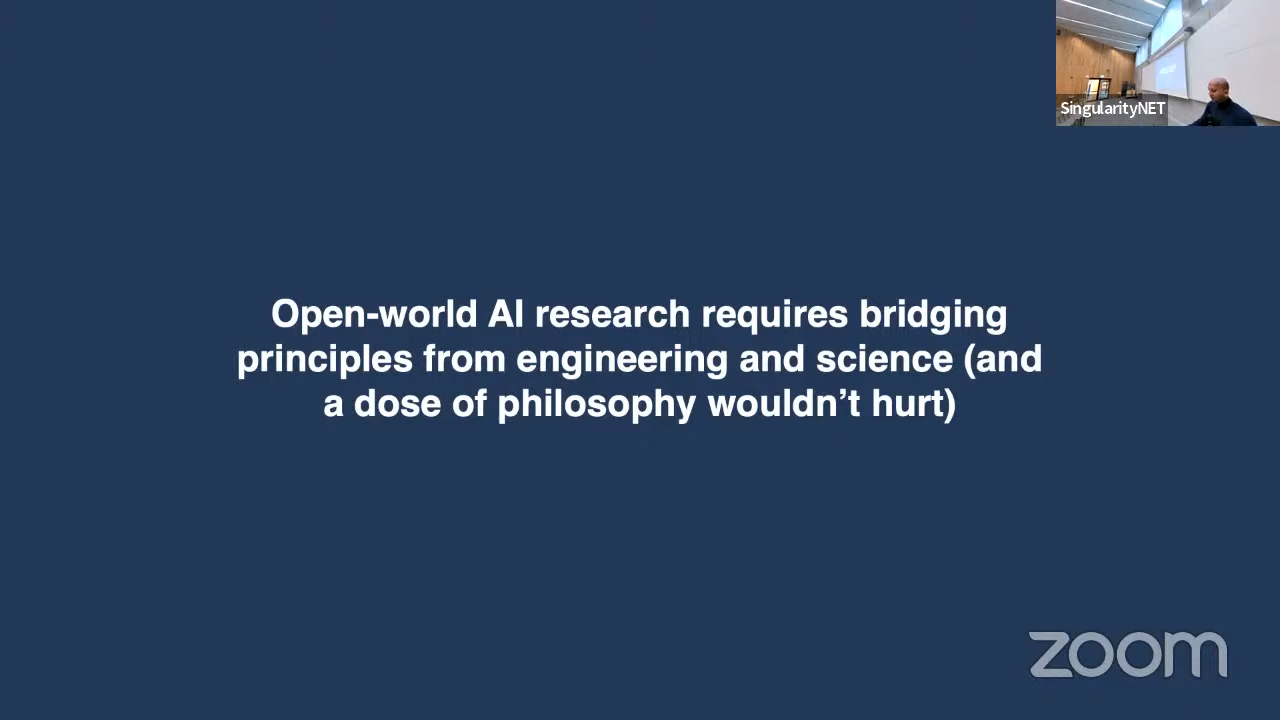 SingularityNET
Open-world AI research requires bridging
principles from engineering and science (and
a dose of philosophy wouldn’t hurt)
zoom